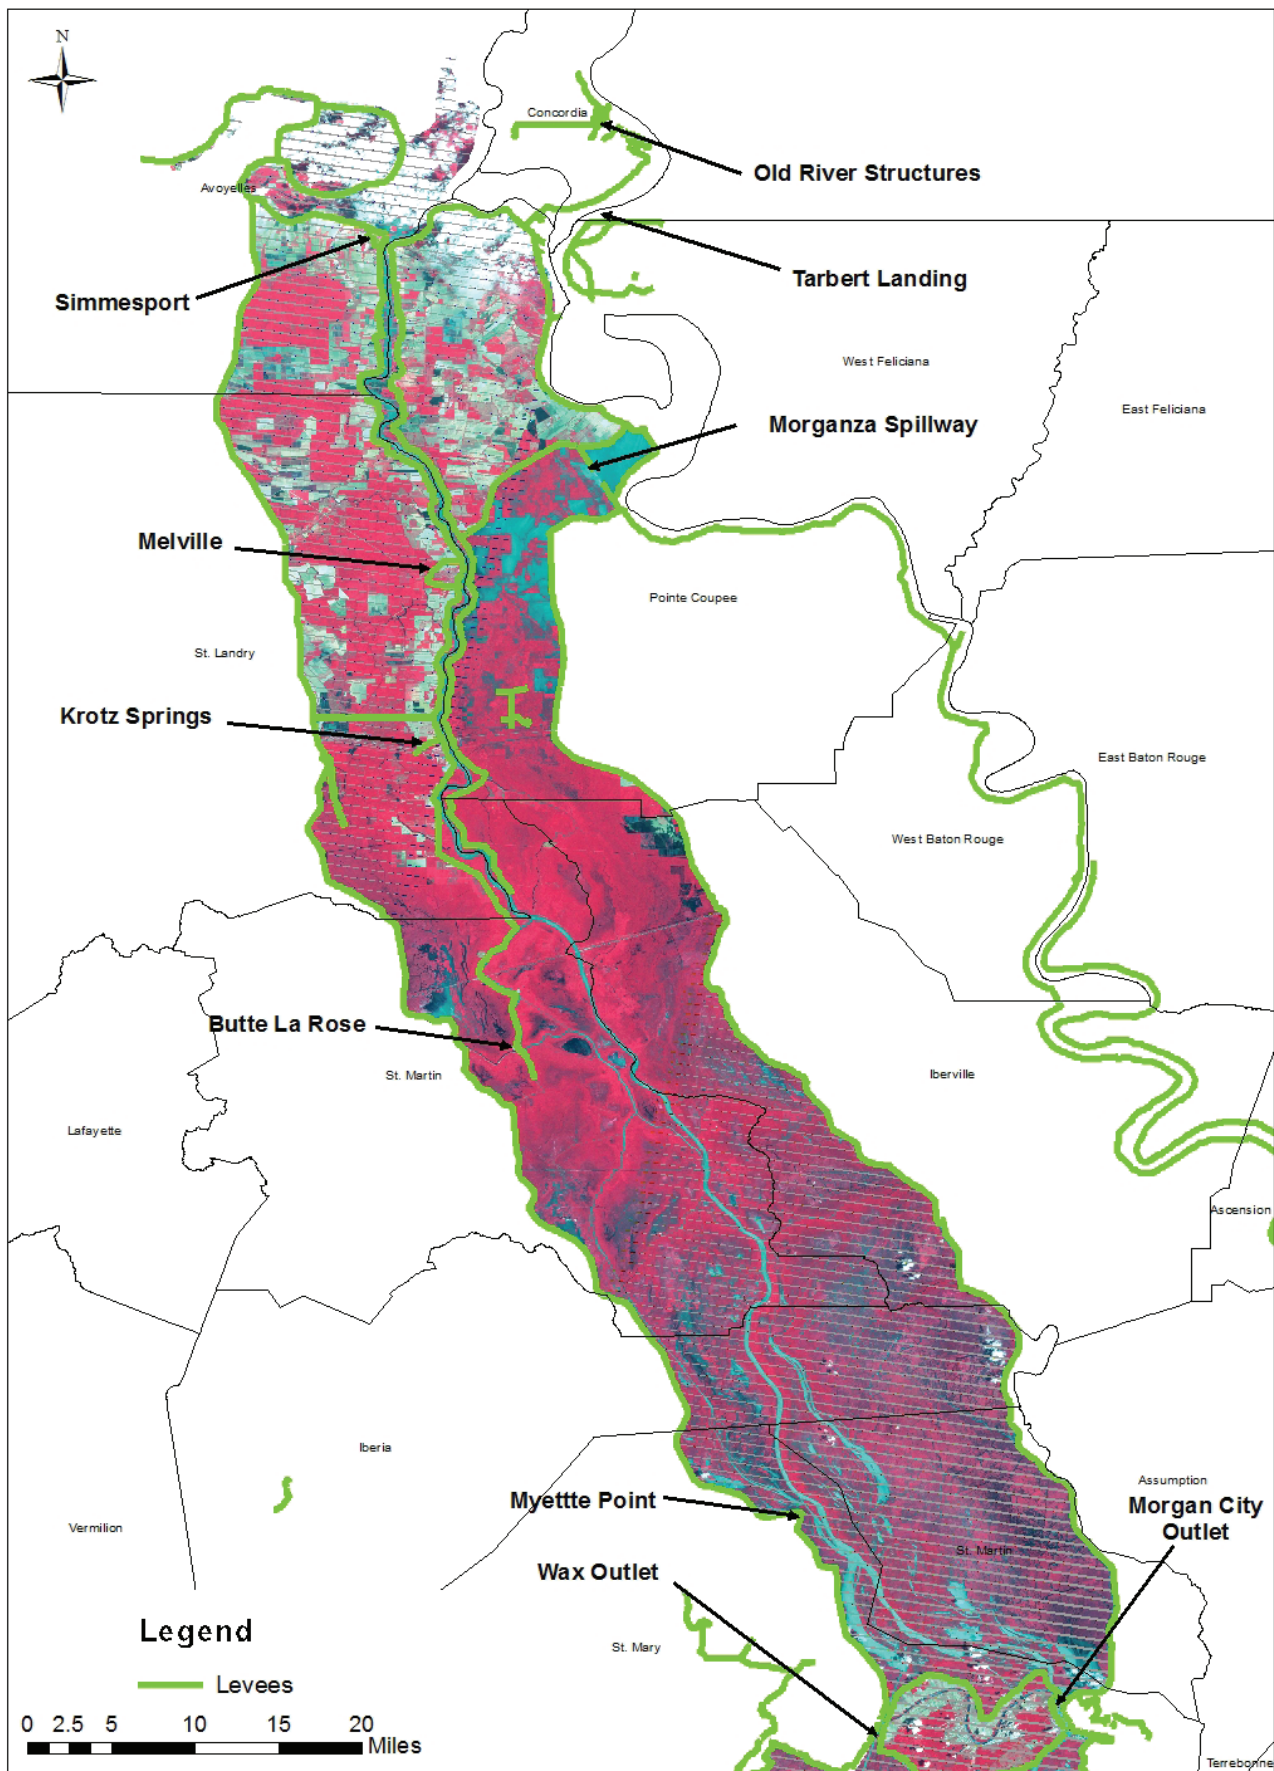 N
Concordia
Old River Structures
Avoyelles
Tarbert Landing
Simmesport
West Feliciana
East Feliciana
Morganza Spillway
Melville
Pointe Coupee
St. Landry
Krotz Springs
East Baton Rouge
West Baton Rouge
Butte La Rose
St. Martin
Iberville
Lafayette
Ascension
Iberia
Assumption
Myettte Point
Morgan City
Outlet
Vermilion
St. Martin
Wax Outlet
Legend
St. Mary
Levees
0 2.5 5 10 15 20
Miles
Terrebonne